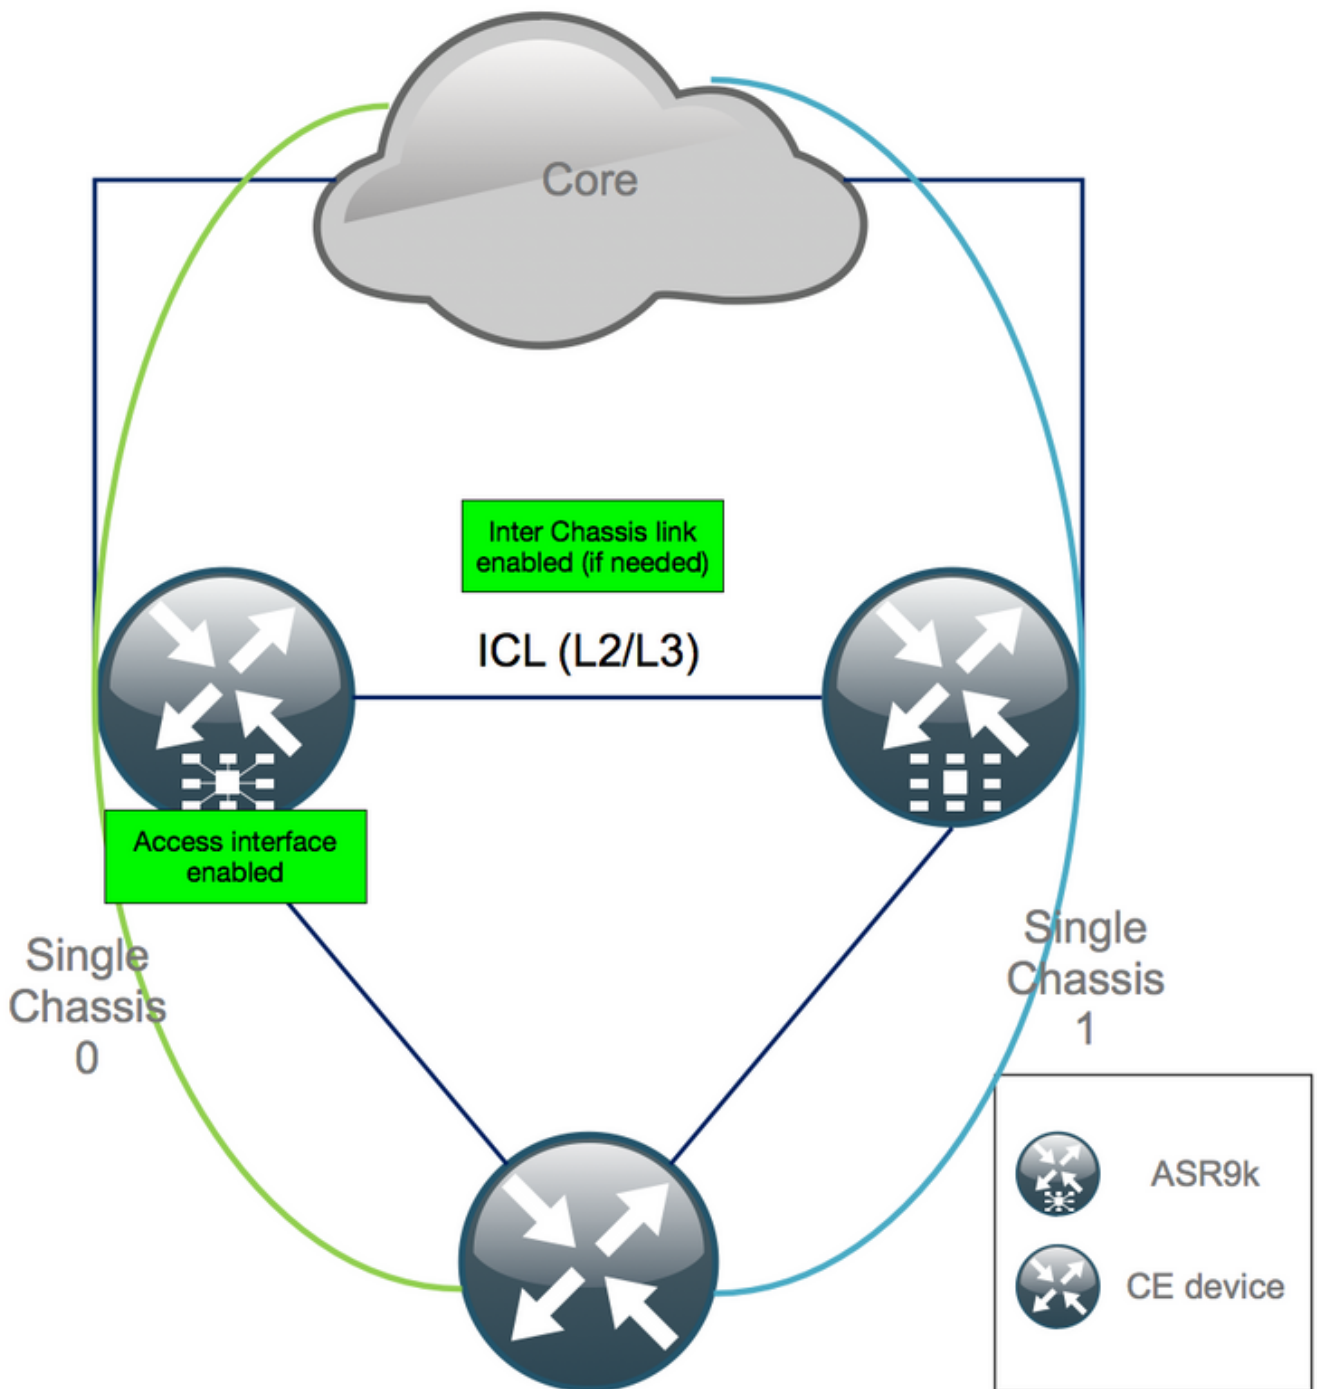 Core
Inter Chassis link
enabled (if needed)
ICL (L2/L3)
Access interface
enabled
Single
Chassis
0
Single
Chassis
1
ASR9k
CE device